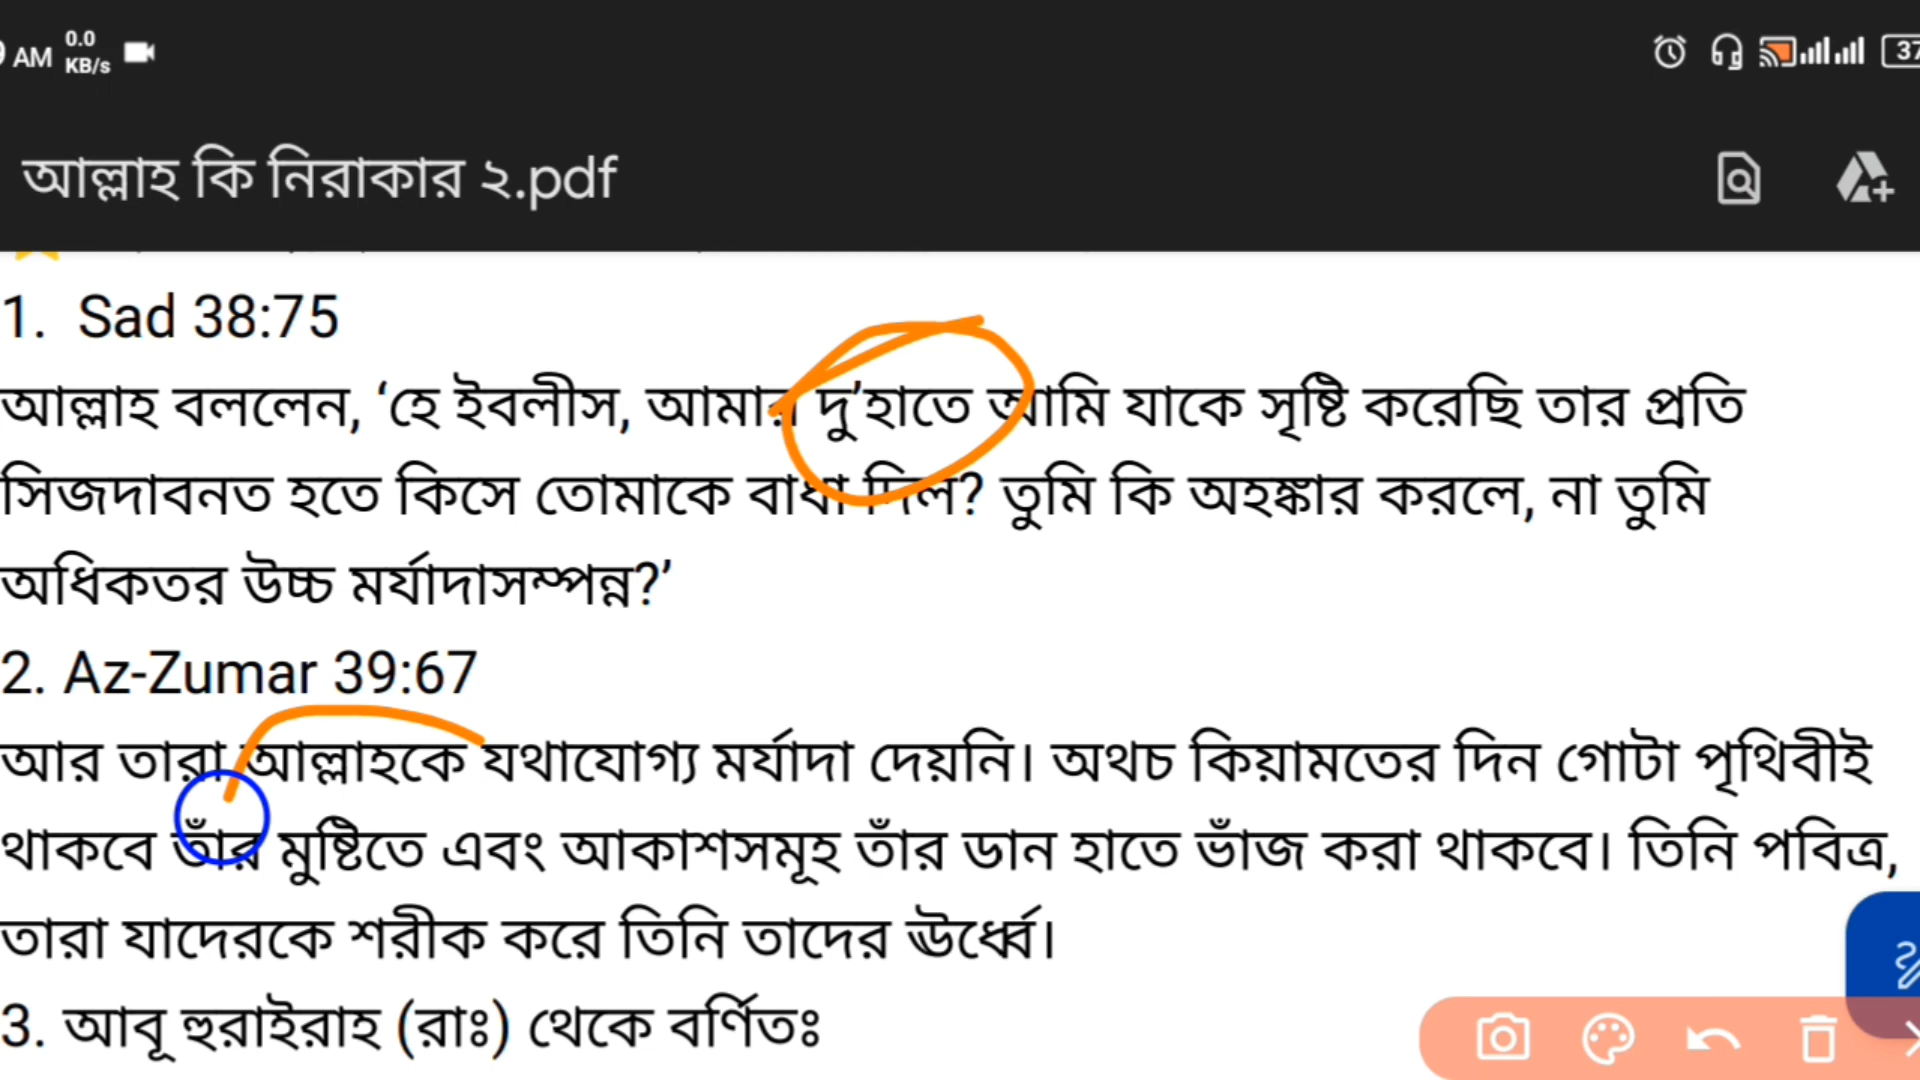 AM 0.0 KB/s 37
আল্লাহ কি নিরাকার ২.pdf
1. Sad 38:75
আল্লাহ বললেন, ‘হে ইবলীস, আমার দু’হাতে আমি যাকে সৃষ্টি করেছি তার প্রতি
সিজদাবনত হতে কিসে তোমাকে বাধা দিল? তুমি কি অহঙ্কার করলে, না তুমি
অধিকতর উচ্চ মর্যাদাসম্পন্ন?’
2. Az-Zumar 39:67
আর তারা আল্লাহকে যথাযোগ্য মর্যাদা দেয়নি। অথচ কিয়ামতের দিন গোটা পৃথিবীই
থাকবে তাঁর মুষ্টিতে এবং আকাশসমূহ তাঁর ডান হাতে ভাঁজ করা থাকবে। তিনি পবিত্র,
তারা যাদেরকে শরীক করে তিনি তাদের ঊর্ধ্বে।
3. আবূ হুরাইরাহ (রাঃ) থেকে বর্ণিতঃ